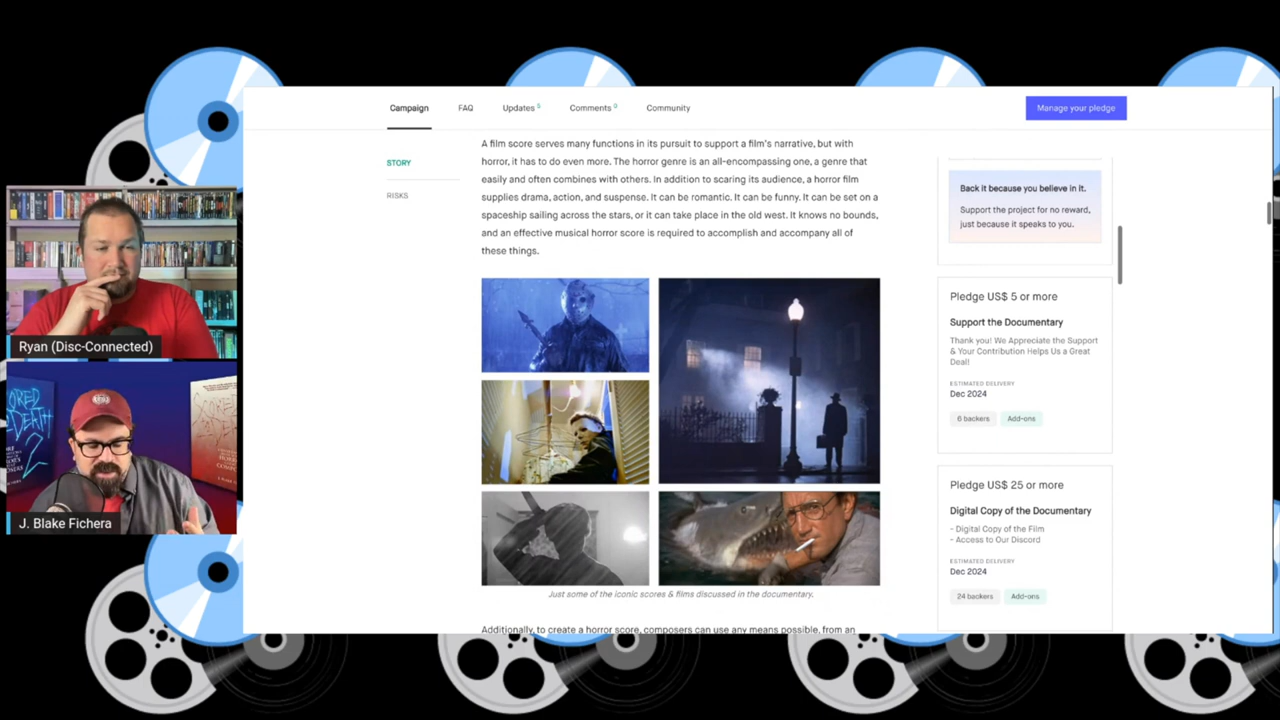 Campaign
FAQ
Updates 5
Comments 0
Community
Manage your pledge
STORY
RISKS
A film score serves many functions in its pursuit to support a film's narrative, but with
horror, it has to do even more. The horror genre is an all-encompassing one, a genre that
easily and often combines with others. In addition to scaring its audience, a horror film
supplies drama, action, and suspense. It can be romantic. It can be funny. It can be set on a
spaceship sailing across the stars, or it can take place in the old west. It knows no bounds,
and an effective musical horror score is required to accomplish and accompany all of
these things.
Just some of the iconic scores & films discussed in the documentary.
Additionally, to create a horror score, composers can use any means possible, from an
Back it because you believe in it.
Support the project for no reward,
just because it speaks to you.
Pledge US$ 5 or more
Support the Documentary
Thank you! We Appreciate the Support
& Your Contribution Helps Us a Great
Deal!
ESTIMATED DELIVERY
Dec 2024
6 backers
Add-ons
Pledge US$ 25 or more
Digital Copy of the Documentary
- Digital Copy of the Film
- Access to Our Discord
ESTIMATED DELIVERY
Dec 2024
24 backers
Add-ons
Ryan (Disc-Connected)
J. Blake Fichera